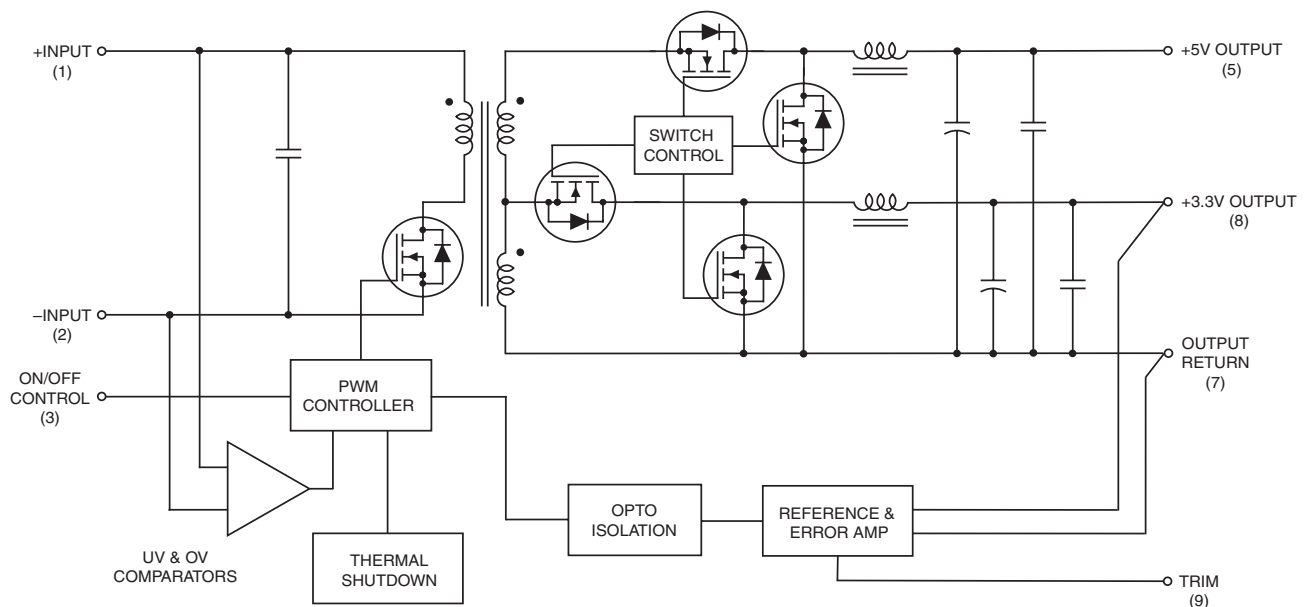 +INPUT
(1)
+5V OUTPUT
(5)
SWITCH
CONTROL
+3.3V OUTPUT
(8)
–INPUT
(2)
OUTPUT
RETURN
(7)
ON/OFF
CONTROL
(3)
PWM
CONTROLLER
OPTO
ISOLATION
REFERENCE &
ERROR AMP
UV & OV
COMPARATORS
THERMAL
SHUTDOWN
TRIM
(9)